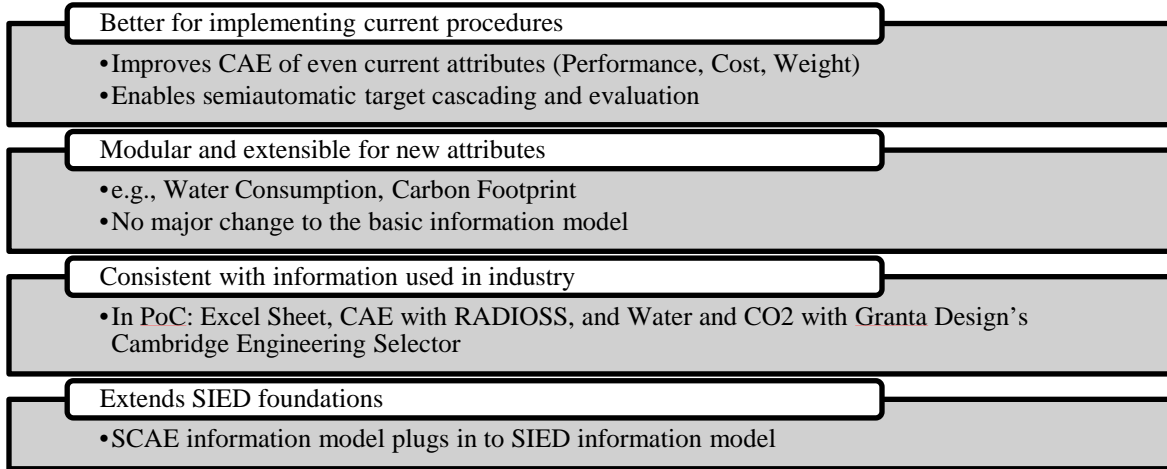 Better for implementing current procedures
•Improves CAE of even current attributes (Performance, Cost, Weight)
•Enables semiautomatic target cascading and evaluation
Modular and extensible for new attributes
•e.g., Water Consumption, Carbon Footprint
•No major change to the basic information model
Consistent with information used in industry
•In PoC: Excel Sheet, CAE with RADIOSS, and Water and CO2 with Granta Design’s
Cambridge Engineering Selector
Extends SIED foundations
•SCAE information model plugs in to SIED information model